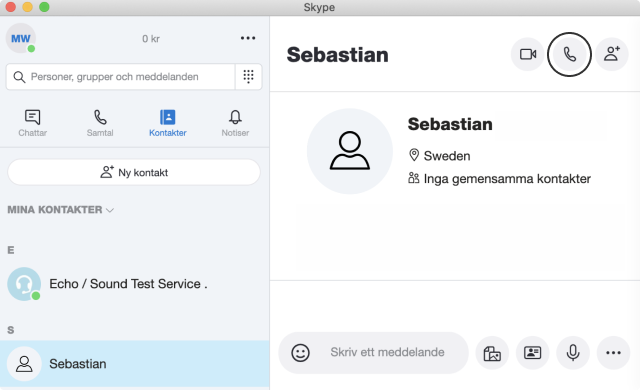 Skype
MW
0 kr
Personer, grupper och meddelanden
Chattar
Samtal
Kontakter
Notiser
Ny kontakt
MINA KONTAKTER
E
Echo / Sound Test Service .
S
Sebastian
Sebastian
Sebastian
Sweden
Inga gemensamma kontakter
Skriv ett meddelande